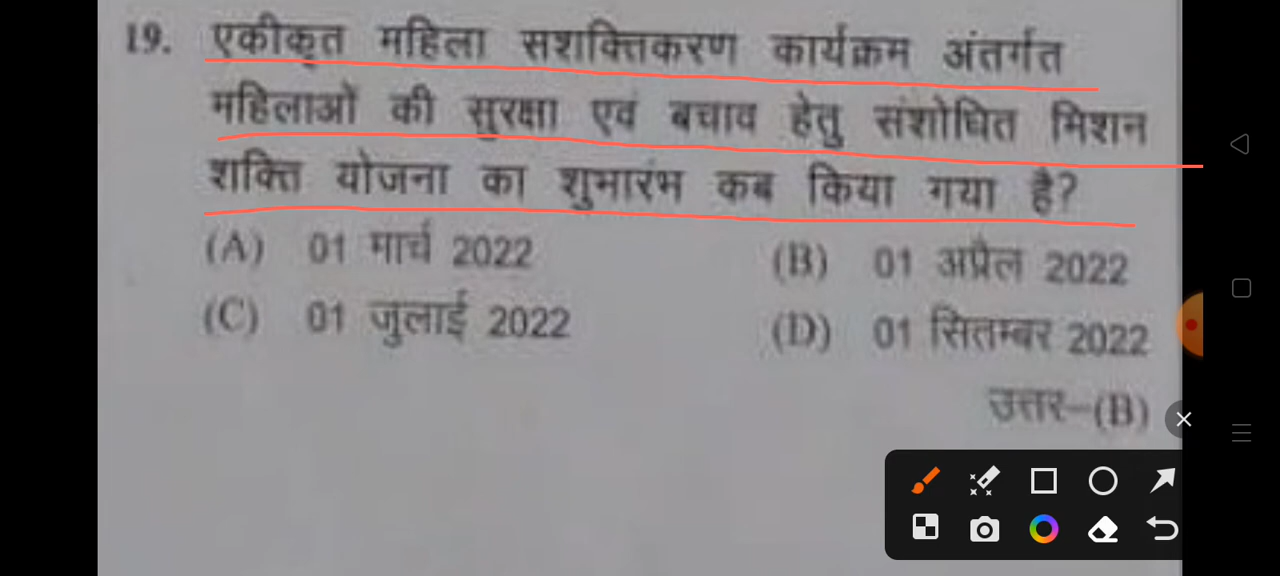 19. एकीकृत महिला सशक्तिकरण कार्यक्रम अंतर्गत
महिलाओं की सुरक्षा एवं बचाव हेतु संशोधित मिशन
शक्ति योजना का शुभारंभ कब किया गया है?
(A) 01 मार्च 2022 (B) 01 अप्रैल 2022
(C) 01 जुलाई 2022 (D) 01 सितम्बर 2022
उत्तर–(B)